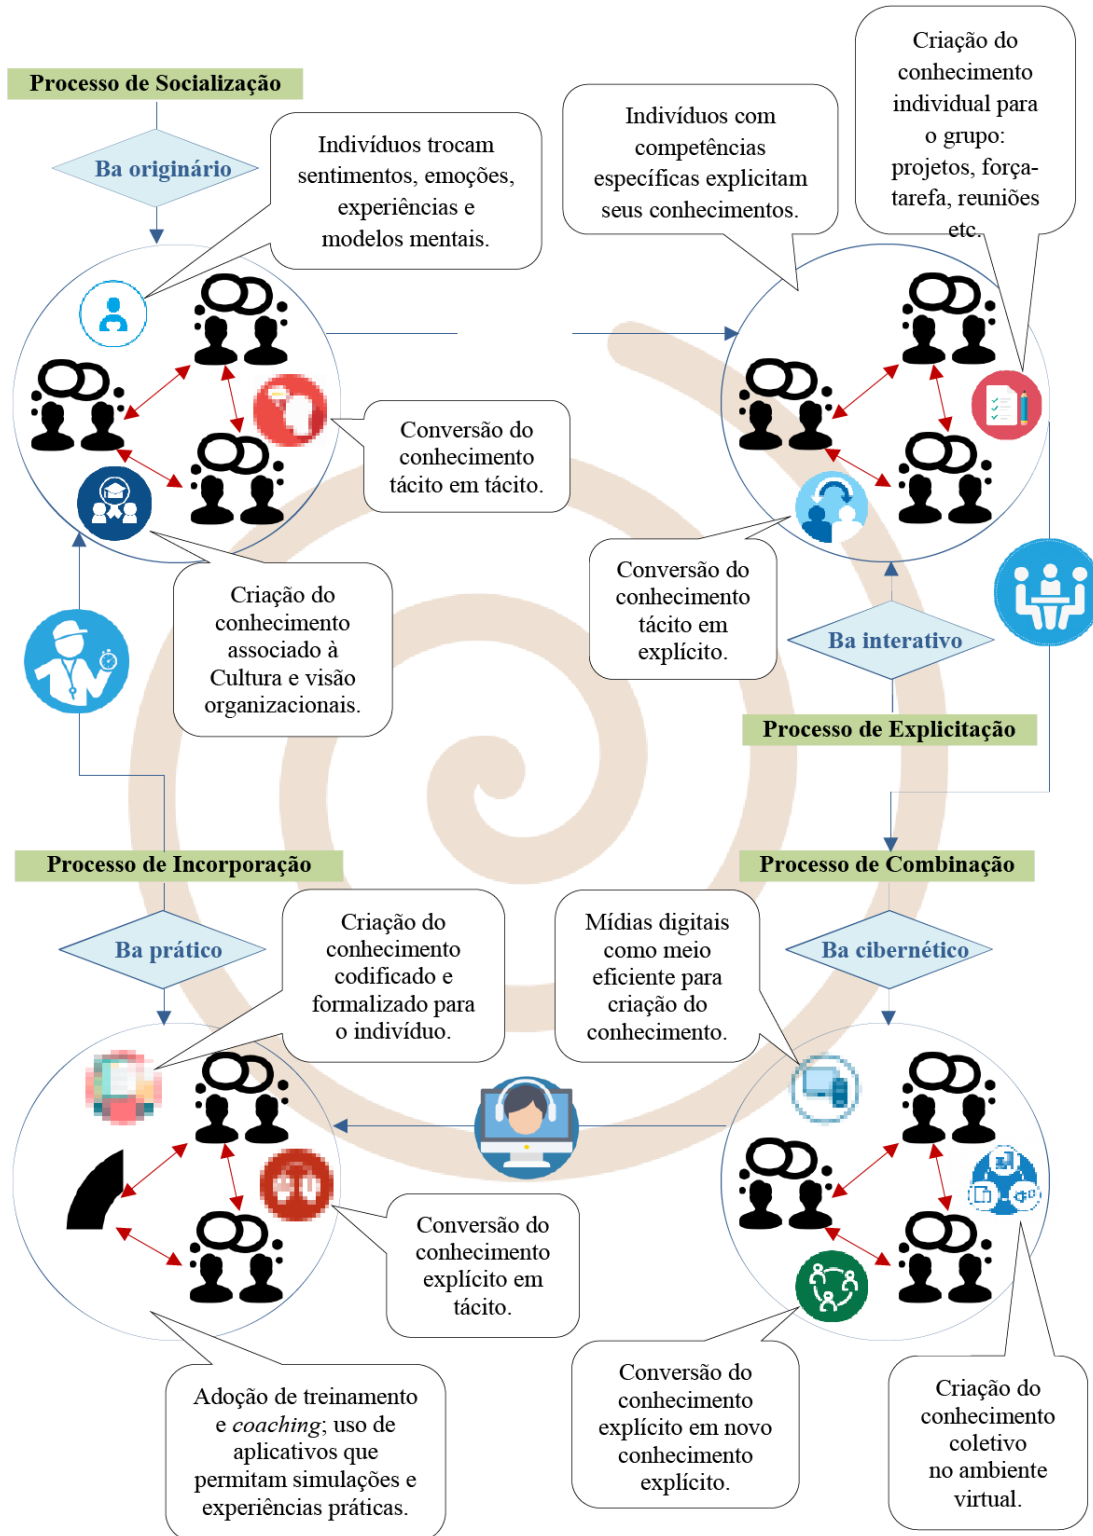 Processo de Socialização
Ba originário
Indivíduos trocam
sentimentos, emoções,
experiências e
modelos mentais.
Conversão do
conhecimento
tácito em tácito.
Criação do
conhecimento
associado à
Cultura e visão
organizacionais.
Indivíduos com
competências
específicas explicitam
seus conhecimentos.
Criação do
conhecimento
individual para
o grupo:
projetos, força-
tarefa, reuniões
etc.
Conversão do
conhecimento
tácito em
explícito.
Ba interativo
Processo de Explicitação
Processo de Incorporação
Ba prático
Criação do
conhecimento
codificado e
formalizado para
o indivíduo.
Conversão do
conhecimento
explícito em
tácito.
Adoção de treinamento
e coaching; uso de
aplicativos que
permitam simulações e
experiências práticas.
Processo de Combinação
Ba cibernético
Mídias digitais
como meio
eficiente para
criação do
conhecimento.
Conversão do
conhecimento
explícito em novo
conhecimento
explícito.
Criação do
conhecimento
coletivo
no ambiente
virtual.